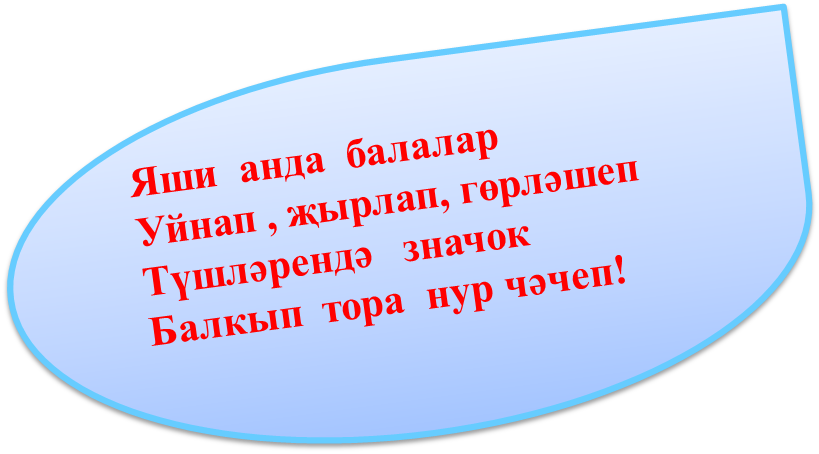 Яши анда балалар
Уйнап , җырлап, гөрләшеп
Түшләрендә значок
Балкып тора нур чәчеп!